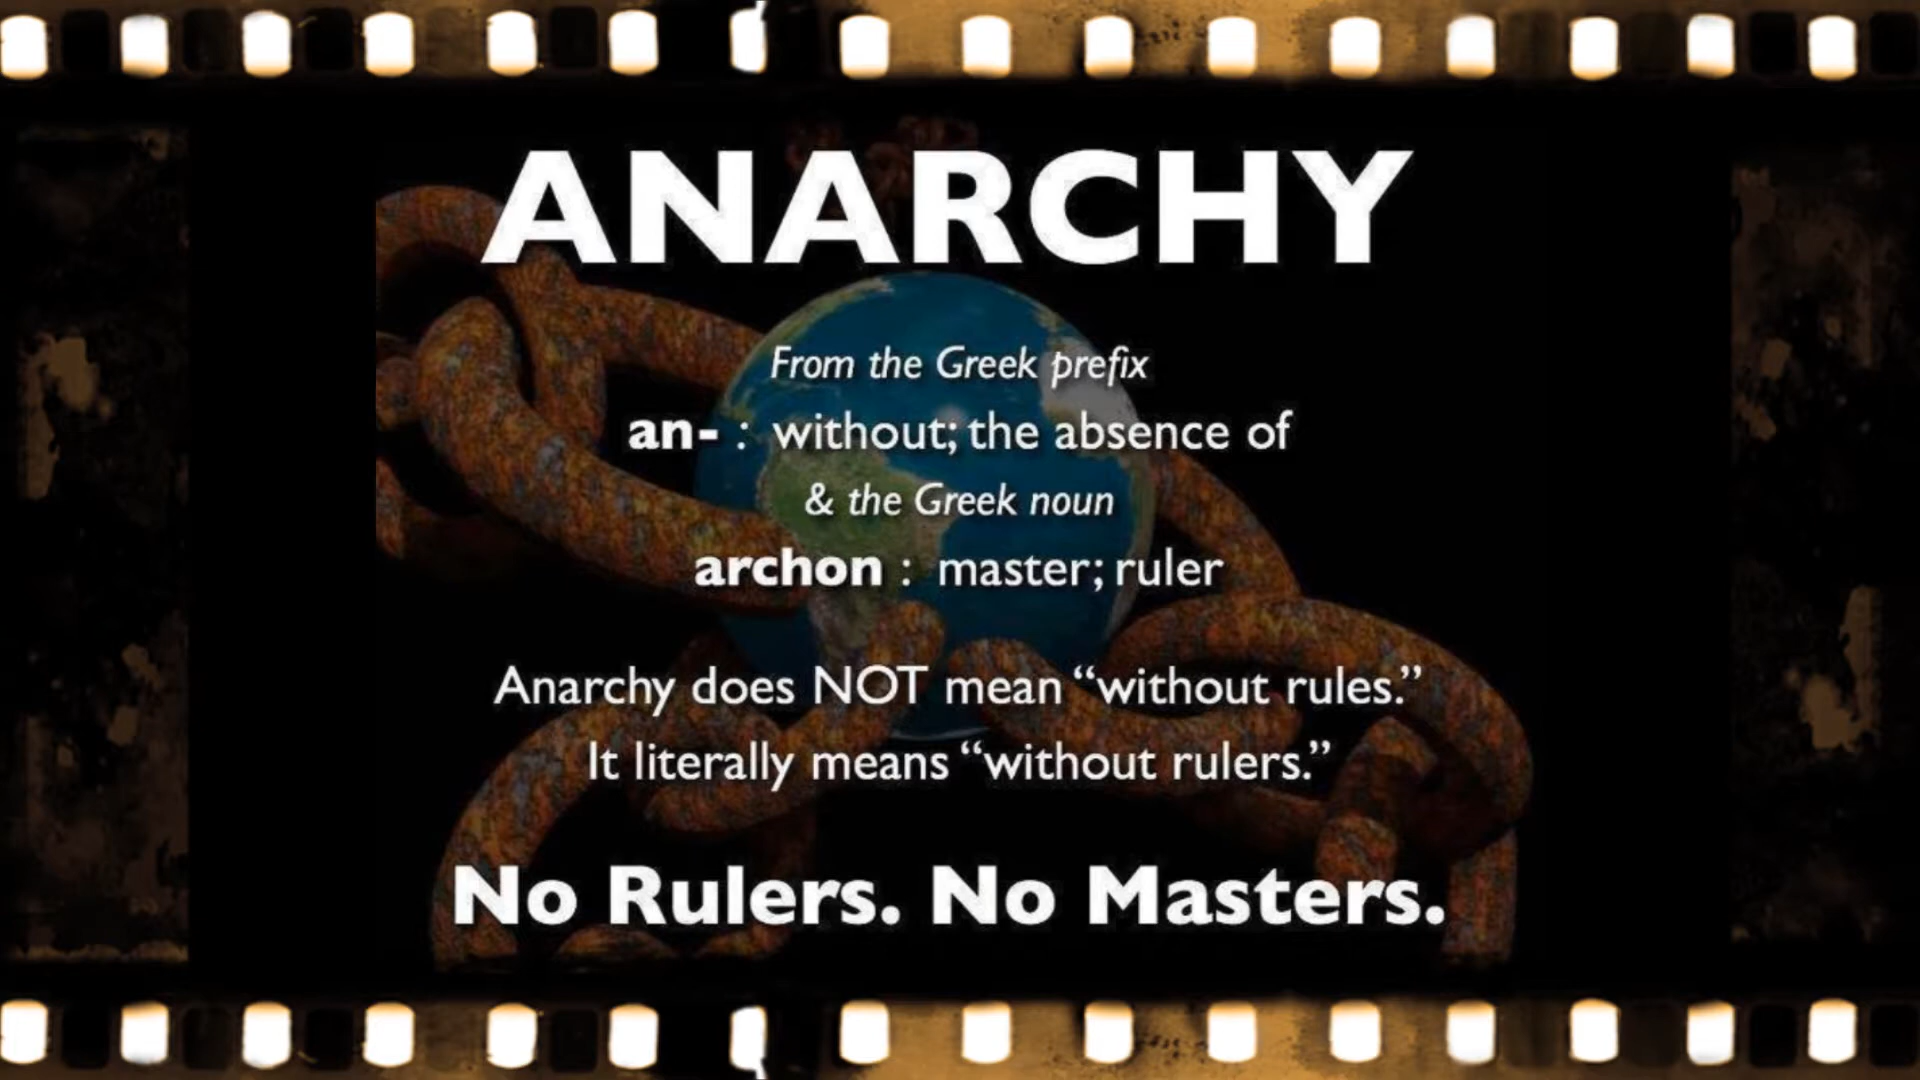 ANARCHY
From the Greek prefix
an- : without; the absence of
& the Greek noun
archon : master; ruler
Anarchy does NOT mean “without rules.”
It literally means “without rulers.”
No Rulers. No Masters.